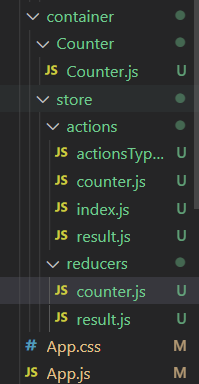 container
Counter
JS Counter.js U
store
actions
JS actionsTyp... U
JS counter.js U
JS index.js U
JS result.js U
reducers
JS counter.js U
JS result.js U
# App.css M
JS App.js M